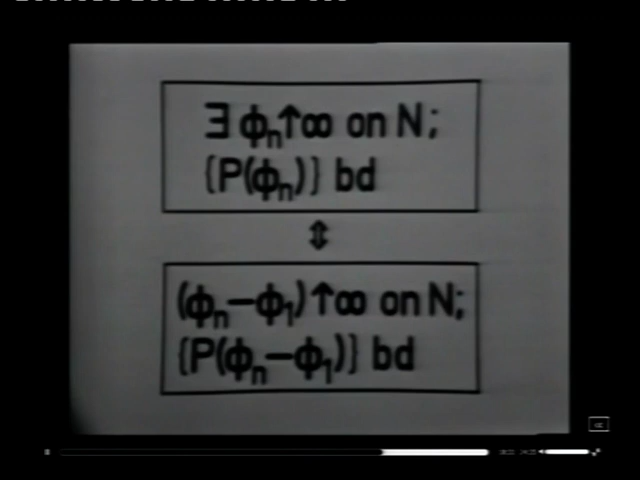 ∃ ϕₙ↑∞ on N;
{P(ϕₙ)} bd
⇕
(ϕₙ−ϕ₁)↑∞ on N;
{P(ϕₙ−ϕ₁)} bd